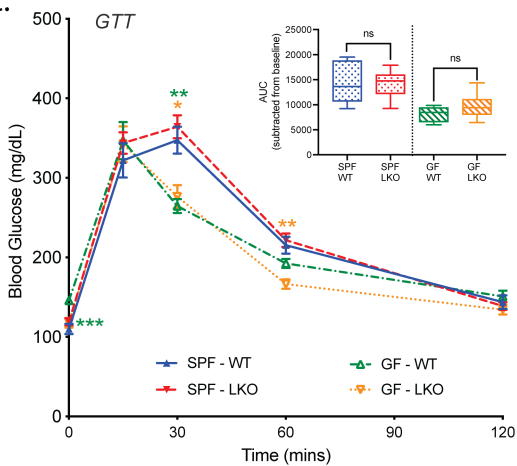 GTT
500
400
300
200
100
0
Blood Glucose (mg/dL)
0
30
60
90
120
Time (mins)
***
**
*
**
SPF - WT
SPF - LKO
GF - WT
GF - LKO
25000
20000
15000
10000
5000
0
AUC
(subtracted from baseline)
ns
ns
SPF
WT
SPF
LKO
GF
WT
GF
LKO